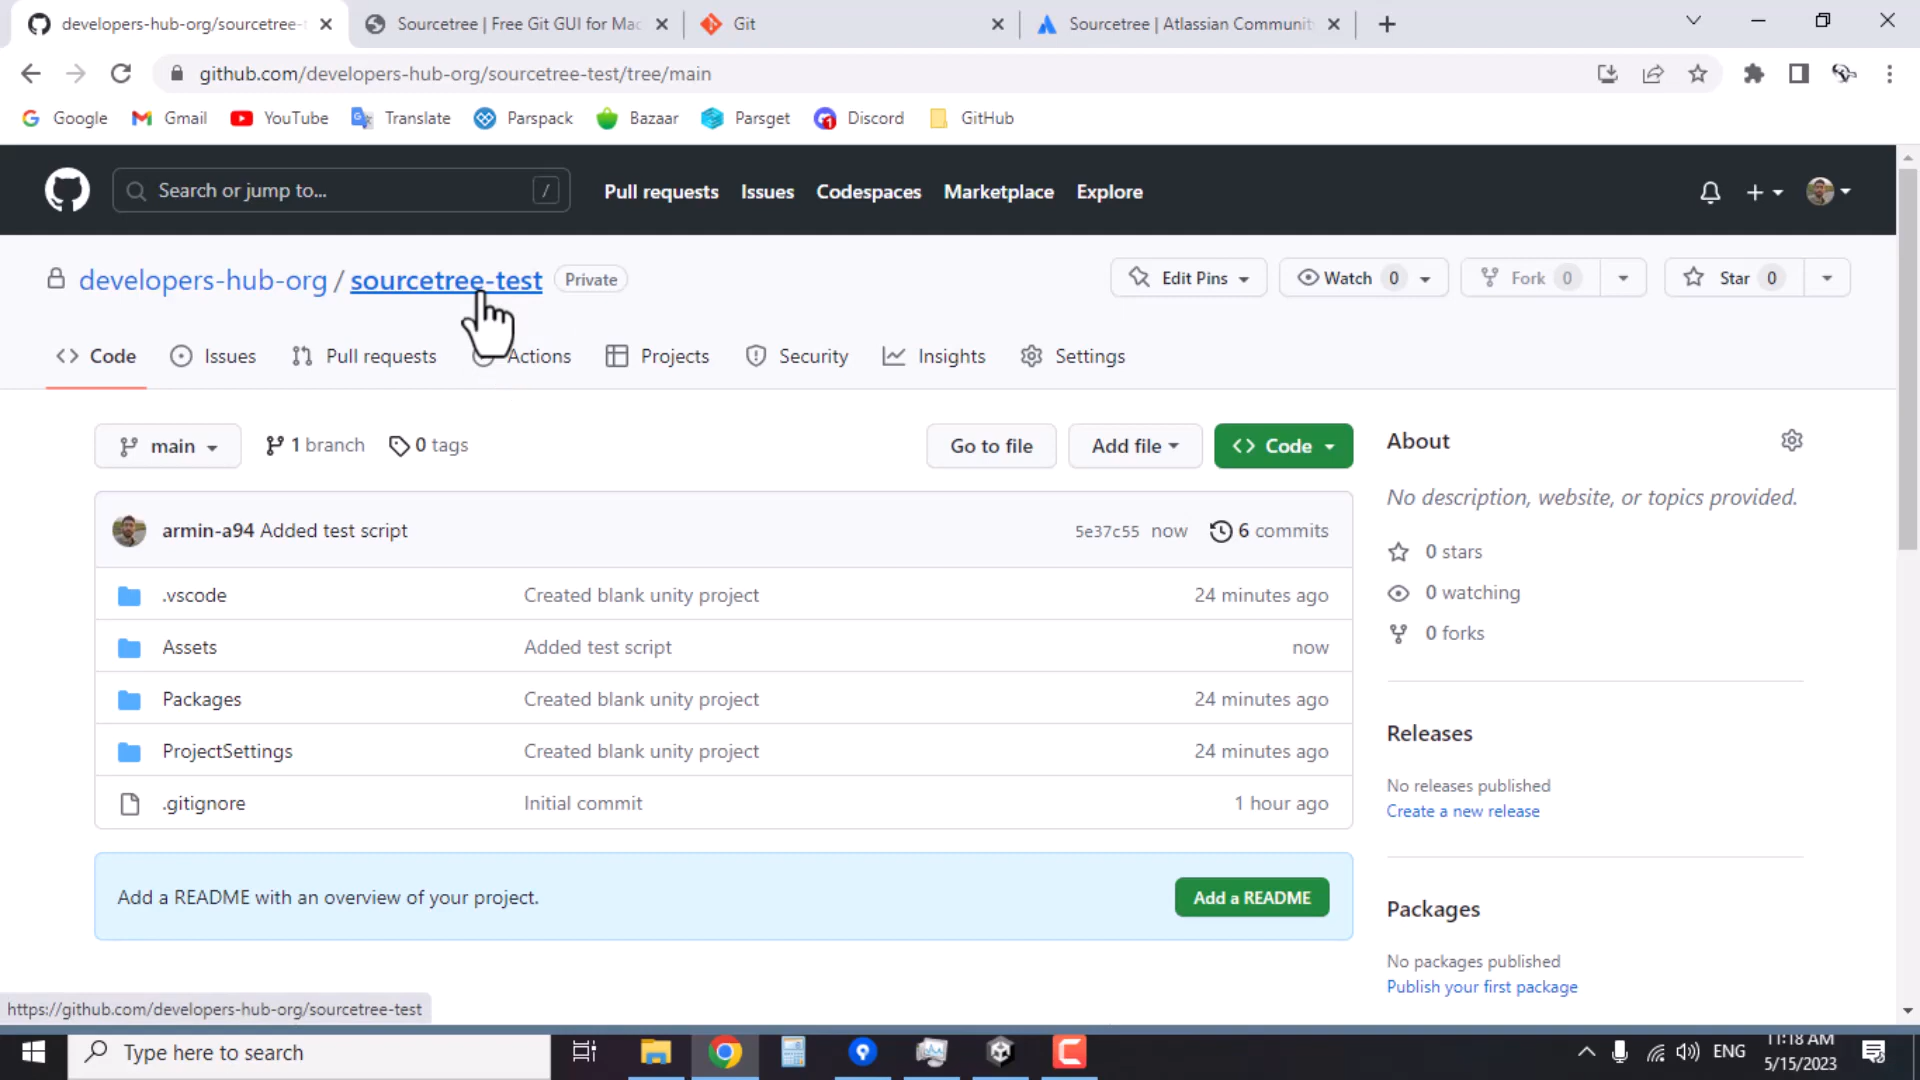 developers-hub-org/sourcetree-
Sourcetree | Free Git GUI for Mac
Git
Sourcetree | Atlassian Communit
github.com/developers-hub-org/sourcetree-test/tree/main
Google
Gmail
YouTube
Translate
Parspack
Bazaar
Parsget
Discord
GitHub
Search or jump to...
/
Pull requests
Issues
Codespaces
Marketplace
Explore
developers-hub-org / sourcetree-test
Private
Edit Pins
Watch 0
Fork 0
Star 0
Code
Issues
Pull requests
Actions
Projects
Security
Insights
Settings
main
1 branch
0 tags
Go to file
Add file
Code
About
No description, website, or topics provided.
armin-a94 Added test script
5e37c55 now
6 commits
0 stars
.vscode
Created blank unity project
24 minutes ago
0 watching
Assets
Added test script
now
0 forks
Packages
Created blank unity project
24 minutes ago
Releases
ProjectSettings
Created blank unity project
24 minutes ago
No releases published
.gitignore
Initial commit
1 hour ago
Create a new release
Add a README with an overview of your project.
Add a README
Packages
No packages published
Publish your first package
https://github.com/developers-hub-org/sourcetree-test
Type here to search
ENG
11:18 AM
5/15/2023